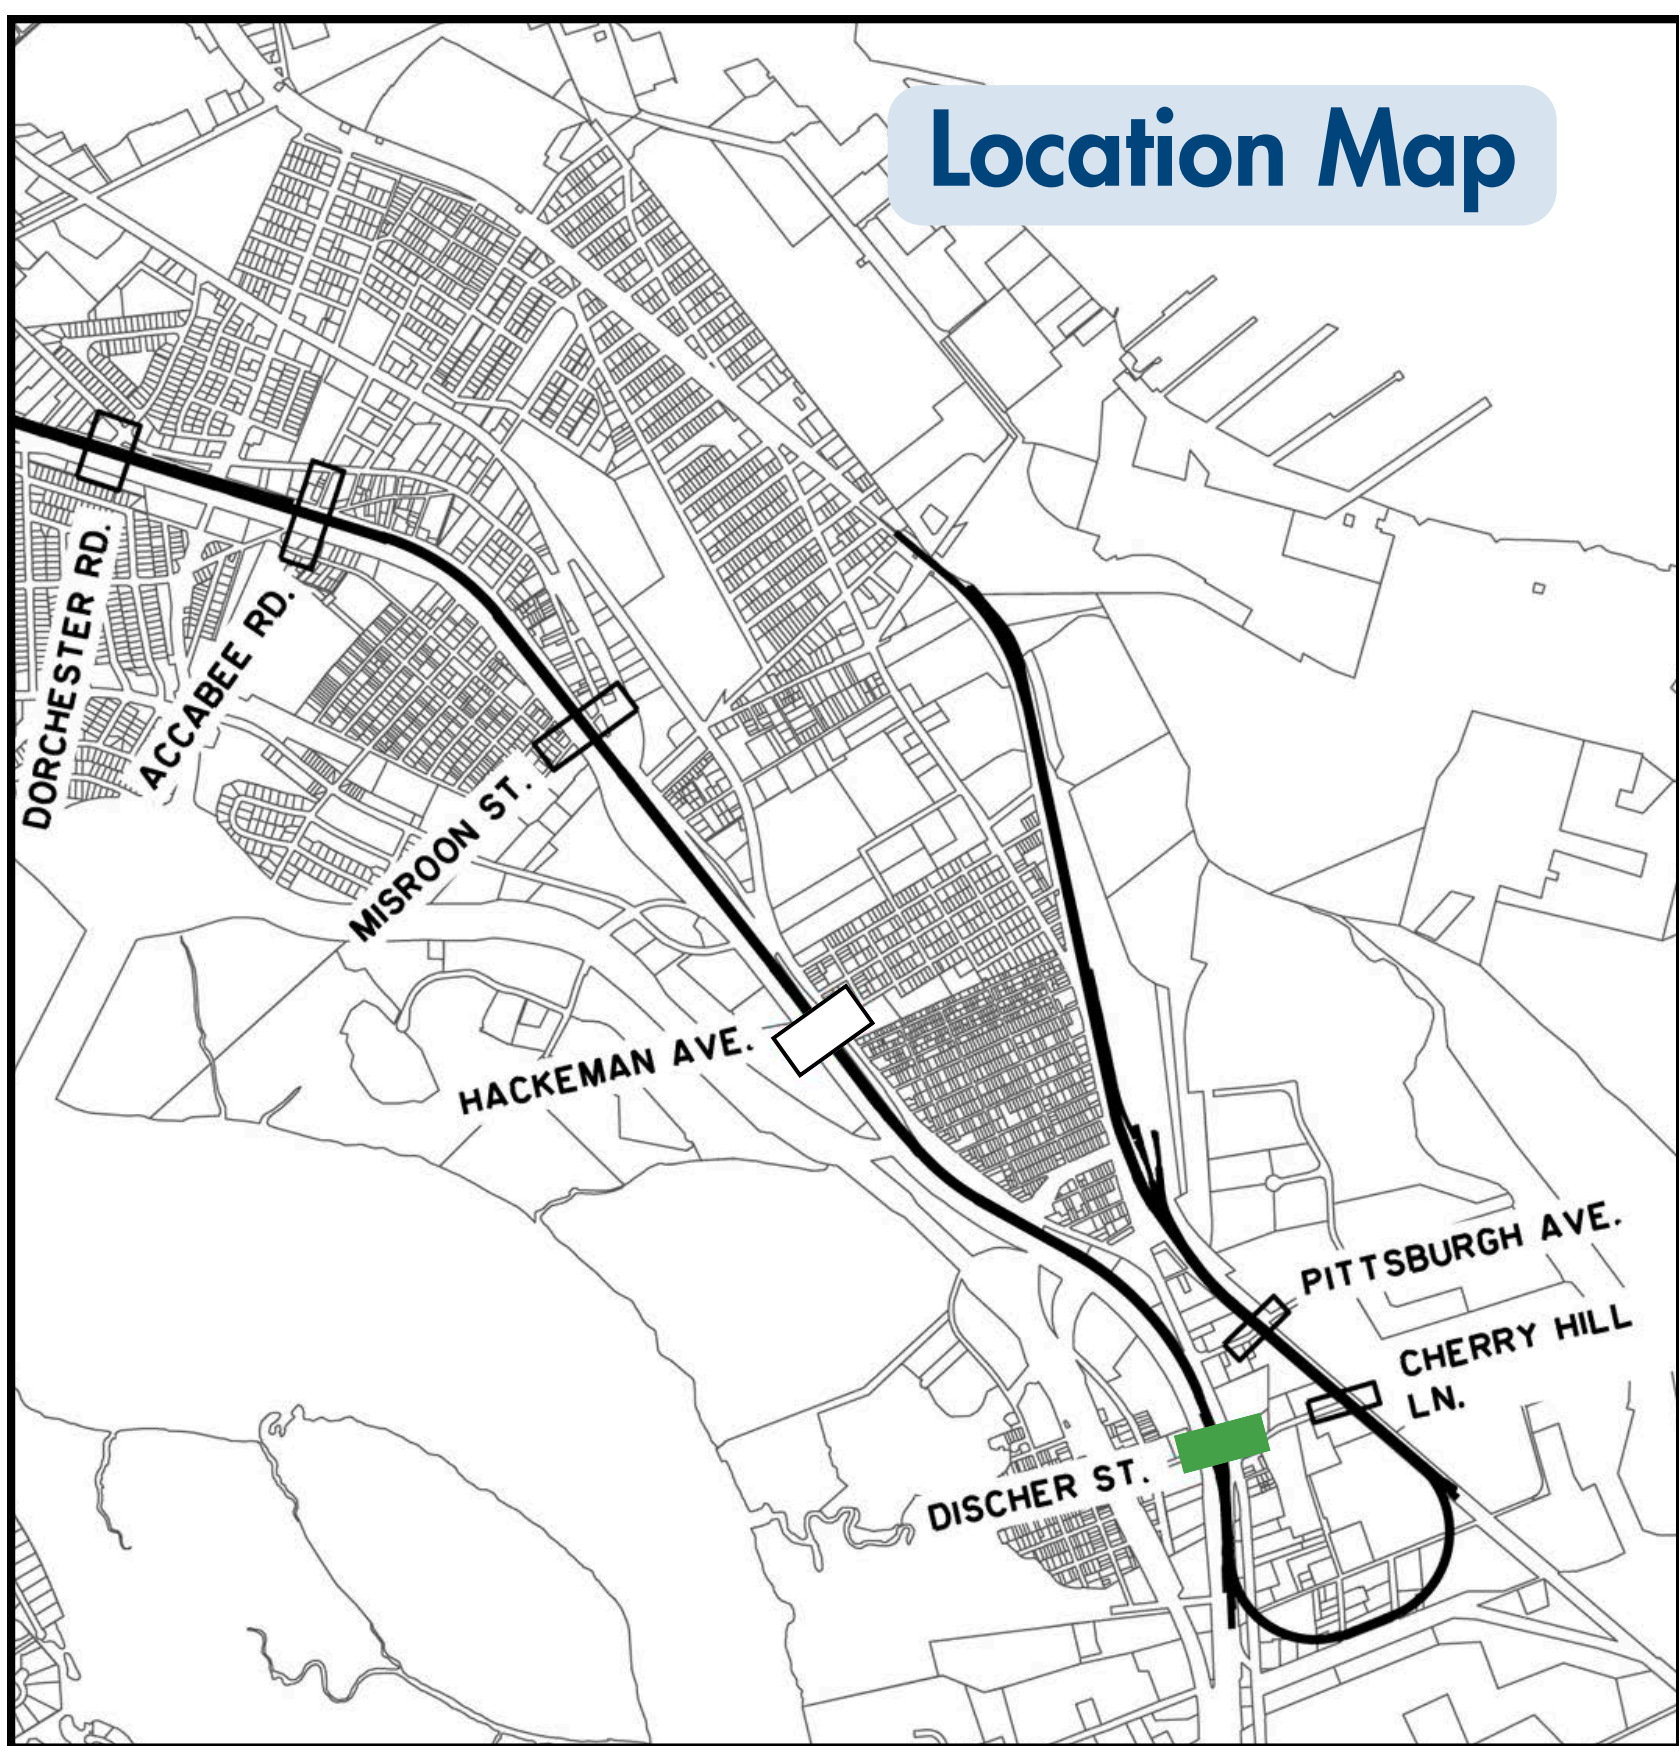 Location Map
DORCHESTER RD.
ACCABEE RD.
MISROON ST.
HACKEMAN AVE.
PITTSBURGH AVE.
CHERRY HILL
LN.
DISCHER ST.